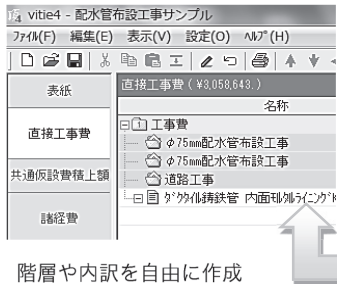 vitie4 - 配水管布設工事サンプル
ﾌｧｲﾙ(F) 編集(E) 表示(V) 設定(O) ﾍﾙﾌﾟ(H)
表紙
直接工事費
共通仮設費積上額
諸経費
直接工事費 ( ¥3,058,643. )
名称
1 工事費
φ75㎜配水管布設工事
φ75㎜配水管布設工事
道路工事
ﾀﾞｸﾀｲﾙ鋳鉄管 内面ﾓﾙﾀﾙﾗｲﾆﾝｸﾞ
階層や内訳を自由に作成